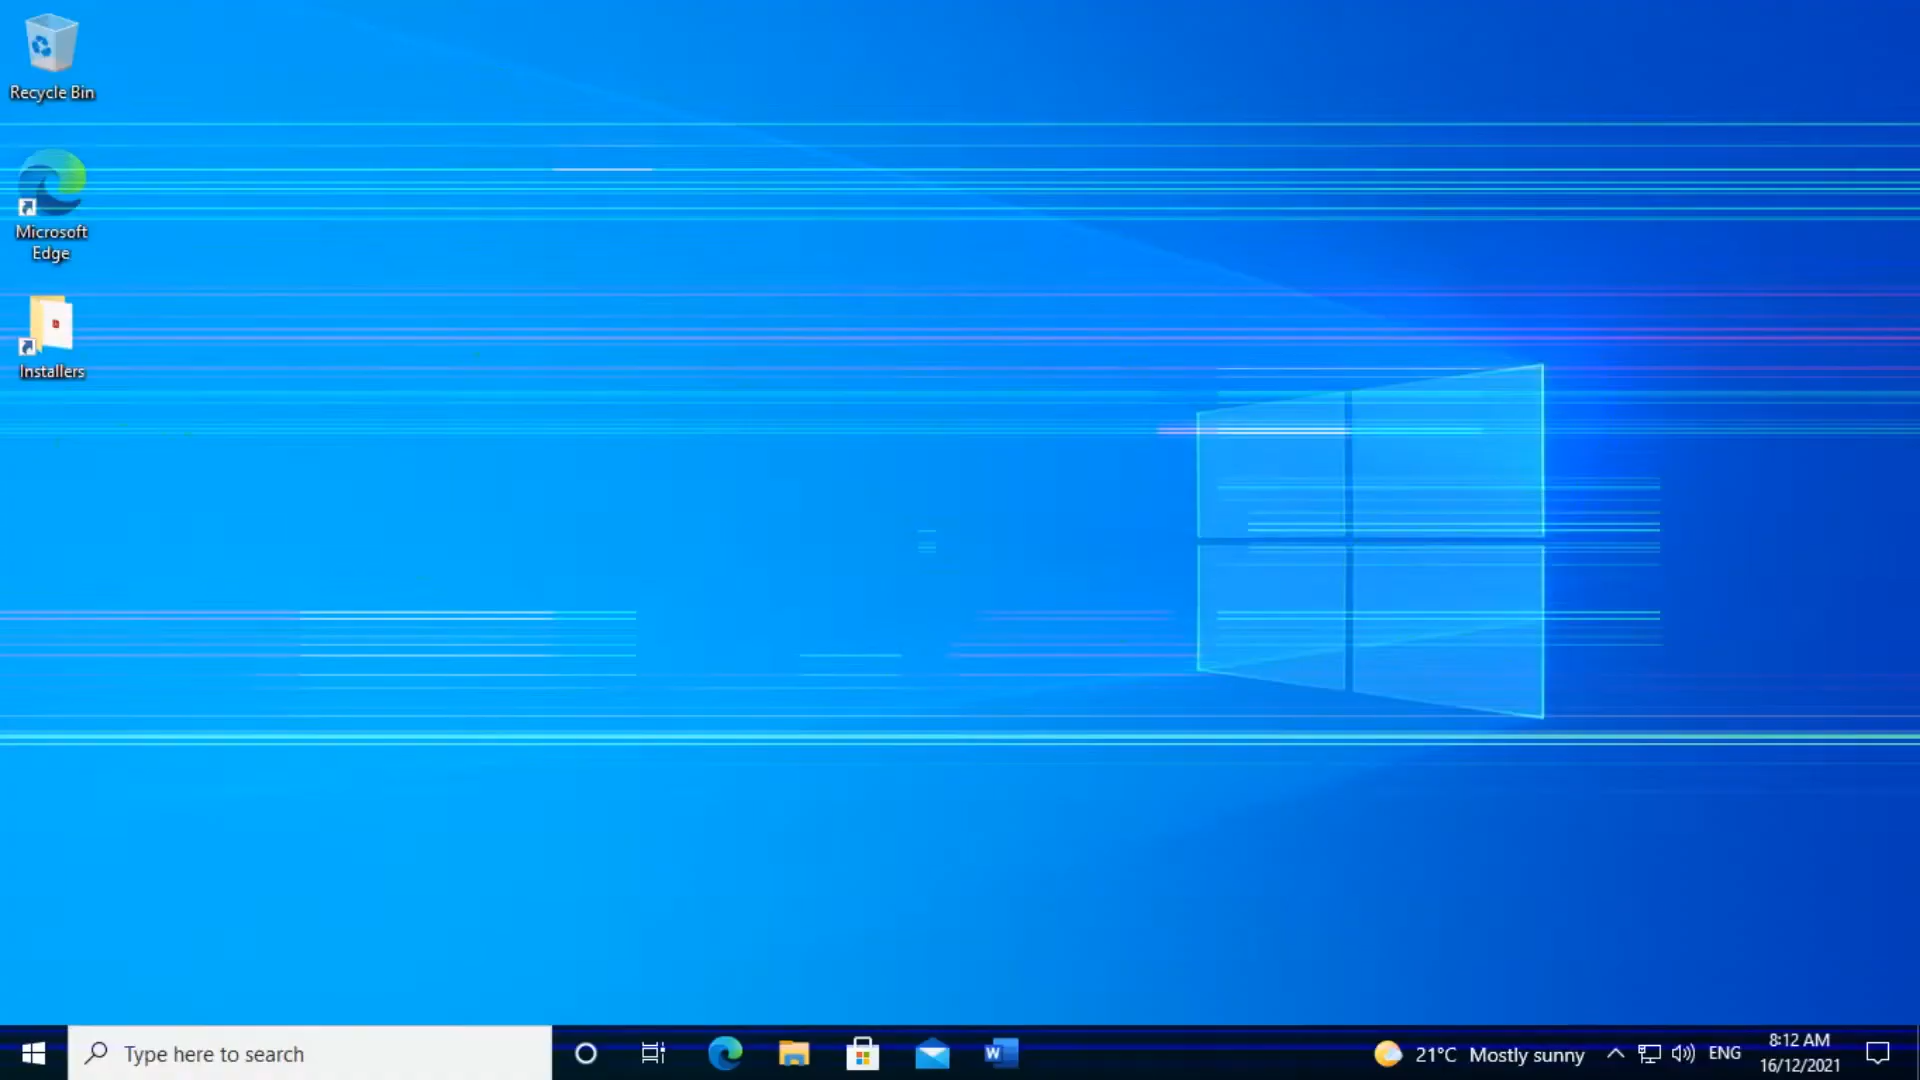 Recycle Bin
Microsoft
Edge
Installers
Type here to search
W
21°C Mostly sunny
ENG
8:12 AM
16/12/2021